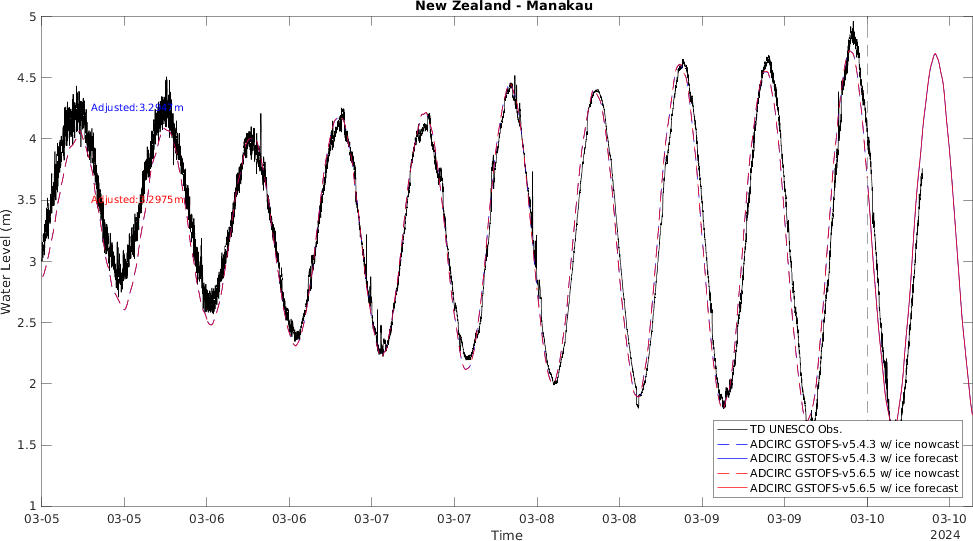 New Zealand - Manakau
5
4.5
4
3.5
3
2.5
2
1.5
1
Water Level (m)
Adjusted:
Adjusted:
03-05
03-05
03-06
03-06
03-07
03-07
03-08
03-08
03-09
03-09
03-10
03-10
2024
Time
TD UNESCO Obs.
ADCIRC GSTOFS-v5.4.3 w/ ice nowcast
ADCIRC GSTOFS-v5.4.3 w/ ice forecast
ADCIRC GSTOFS-v5.6.5 w/ ice nowcast
ADCIRC GSTOFS-v5.6.5 w/ ice forecast